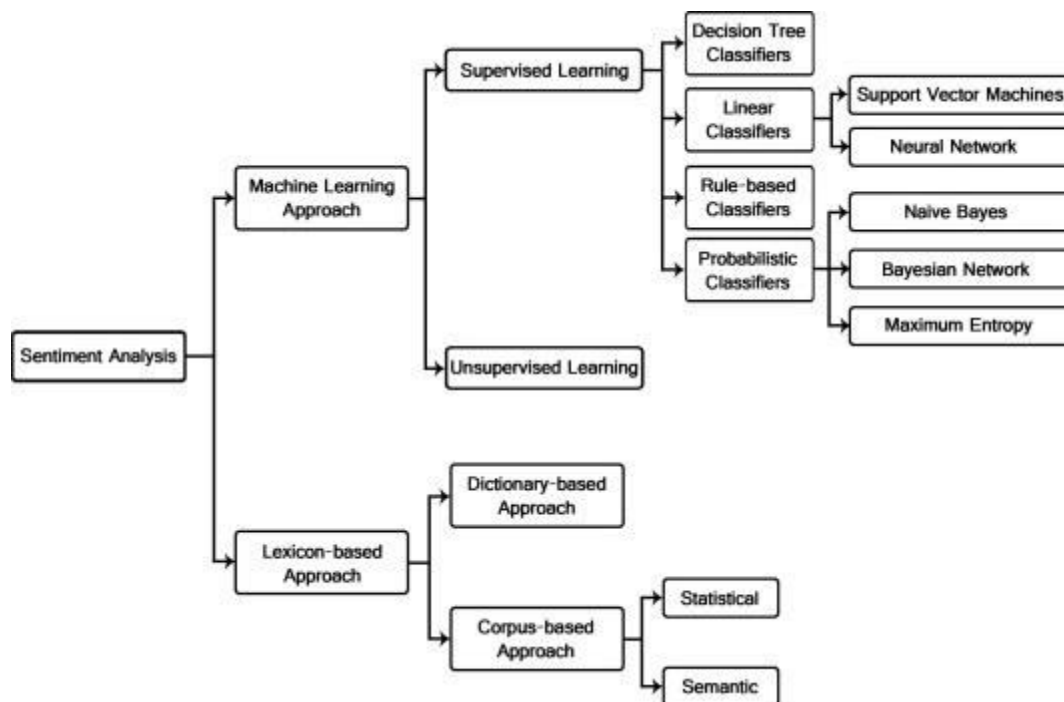 Decision Tree
Classifiers
Supervised Learning
Support Vector Machines
Linear
Classifiers
Neural Network
Machine Learning
Approach
Rule-based
Classifiers
Naive Bayes
Probabilistic
Classifiers
Bayesian Network
Maximum Entropy
Sentiment Analysis
Unsupervised Learning
Dictionary-based
Approach
Lexicon-based
Approach
Statistical
Corpus-based
Approach
Semantic